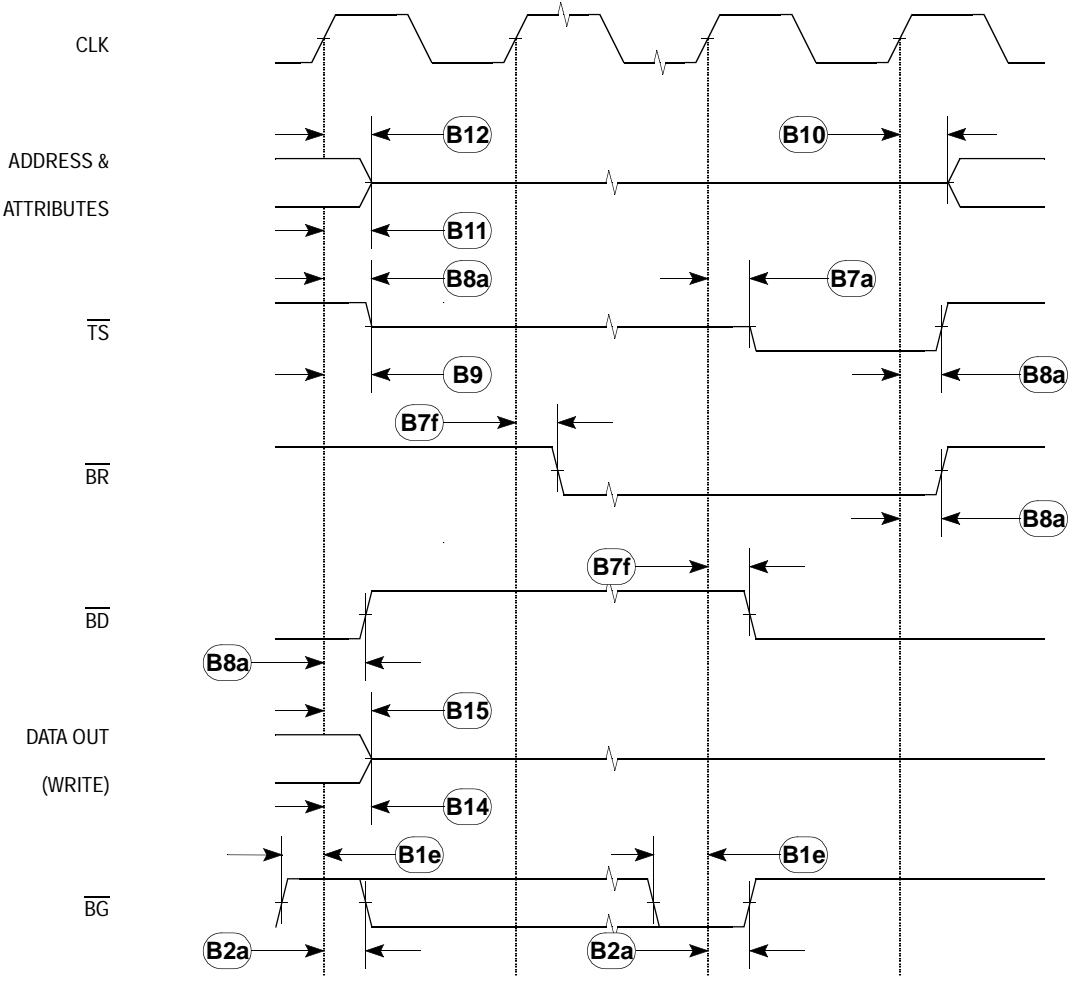 CLK
B12
B10
ADDRESS &
ATTRIBUTES
B11
B8a
B7a
TS
B9
B8a
B7f
BR
B8a
B7f
BD
B8a
B15
DATA OUT
(WRITE)
B14
B1e
B1e
BG
B2a
B2a